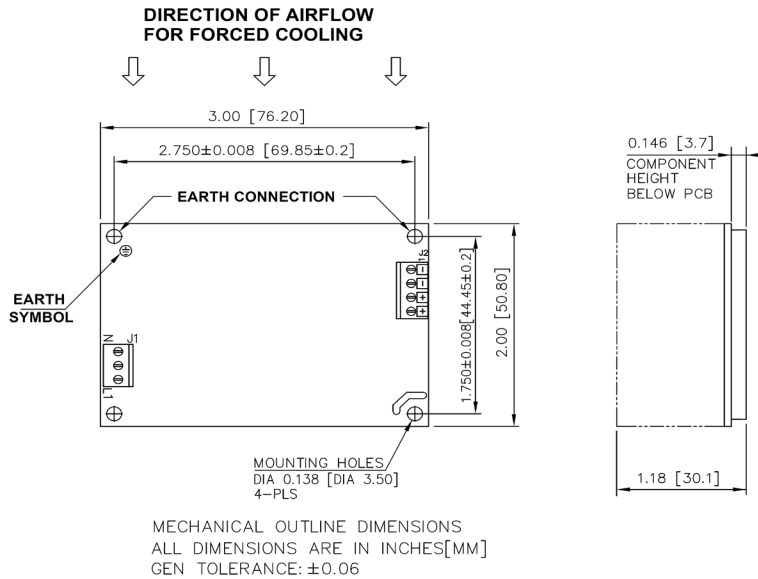 DIRECTION OF AIRFLOW
FOR FORCED COOLING
3.00 [76.20]
2.750±0.008 [69.85±0.2]
EARTH CONNECTION
0.146 [3.7]
COMPONENT
HEIGHT
BELOW PCB
J2
1
EARTH
SYMBOL
N
J1
L1
1.750±0.008[44.45±0.2]
2.00 [50.80]
MOUNTING HOLES
DIA 0.138 [DIA 3.50]
4-PLS
1.18 [30.1]
MECHANICAL OUTLINE DIMENSIONS
ALL DIMENSIONS ARE IN INCHES[MM]
GEN TOLERANCE: ±0.06